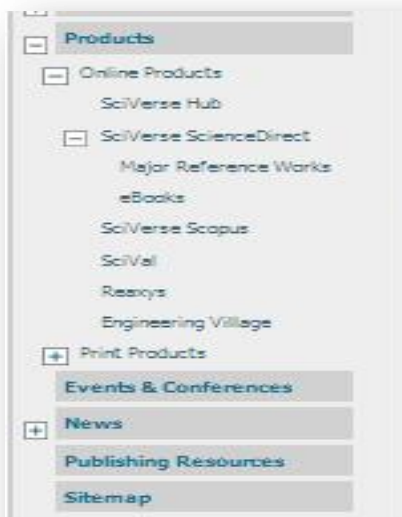 Products
Online Products
SciVerse Hub
SciVerse ScienceDirect
Major Reference Works
eBooks
SciVerse Scopus
SciVal
Reaxys
Engineering Village
Print Products
Events & Conferences
News
Publishing Resources
Sitemap